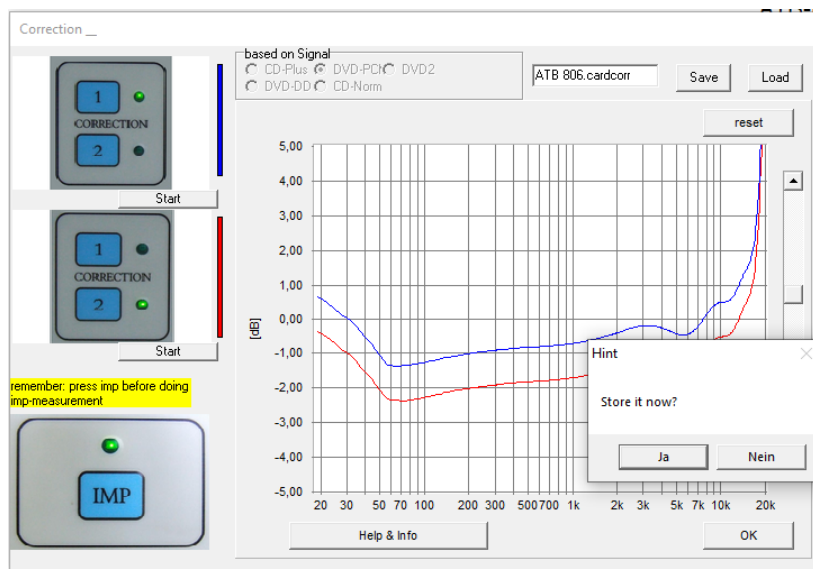 Correction __
based on Signal
CD-Plus DVD-PCM DVD2
DVD-DD CD-Norm
ATB 806.cardcorr
Save
Load
reset
1
CORRECTION
2
Start
1
CORRECTION
2
Start
remember: press imp before doing
imp-measurement
IMP
5,00
4,00
3,00
2,00
1,00
0,00
-1,00
-2,00
-3,00
-4,00
-5,00
[dB]
20 30 50 70 100 200 300 500 700 1k 2k 3k 5k 7k 10k 20k
Hint
Store it now?
Ja
Nein
Help & Info
OK